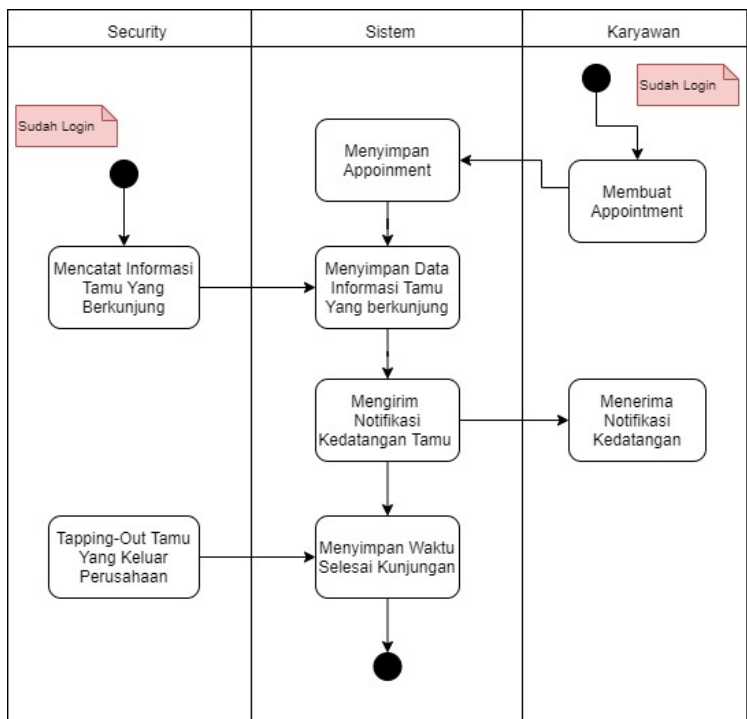 Security
Sistem
Karyawan
Sudah Login
Sudah Login
Menyimpan
Appoinment
Membuat
Appointment
Mencatat Informasi
Tamu Yang
Berkunjung
Menyimpan Data
Informasi Tamu
Yang berkunjung
Mengirim
Notifikasi
Kedatangan Tamu
Menerima
Notifikasi
Kedatangan
Tapping-Out Tamu
Yang Keluar
Perusahaan
Menyimpan Waktu
Selesai Kunjungan